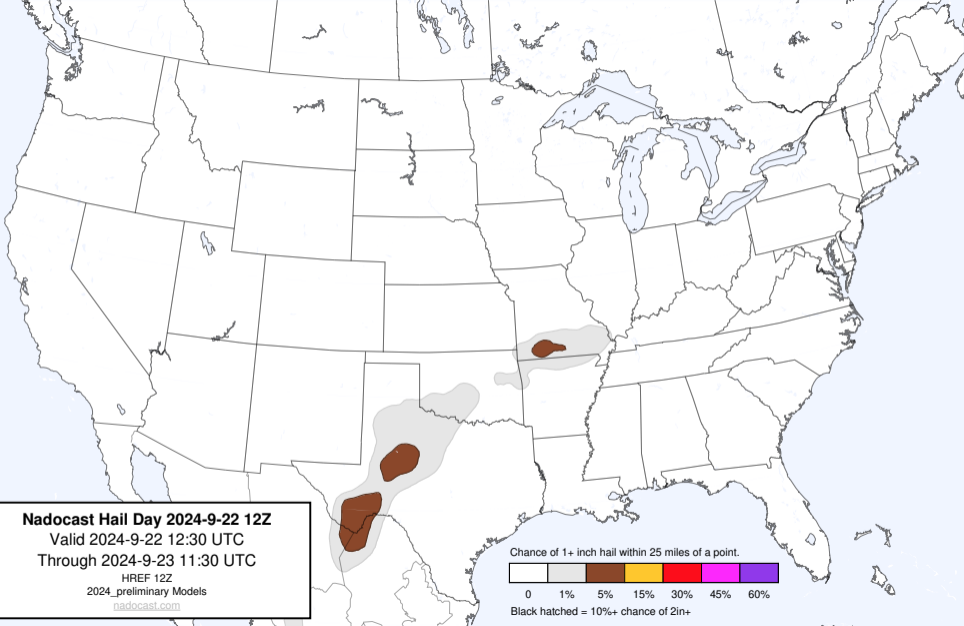 Nadocast Hail Day 2024-9-22 12Z
Valid 2024-9-22 12:30 UTC
Through 2024-9-23 11:30 UTC
HREF 12Z
2024_preliminary Models
nadocast.com
Chance of 1+ inch hail within 25 miles of a point.
0 1% 5% 15% 30% 45% 60%
Black hatched = 10%+ chance of 2in+